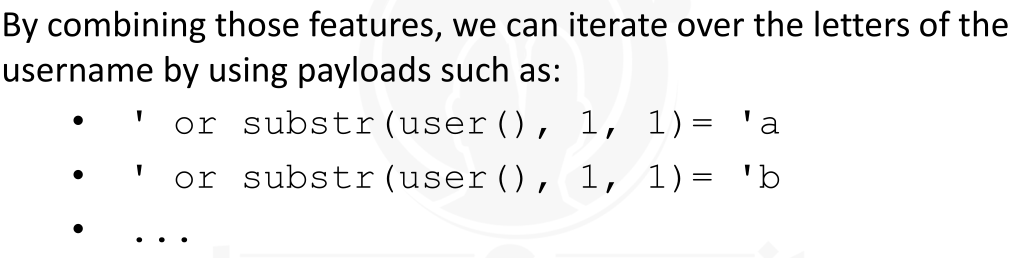 By combining those features, we can iterate over the letters of the
username by using payloads such as:
• ' or substr(user(), 1, 1)= 'a
• ' or substr(user(), 1, 1)= 'b
• ...